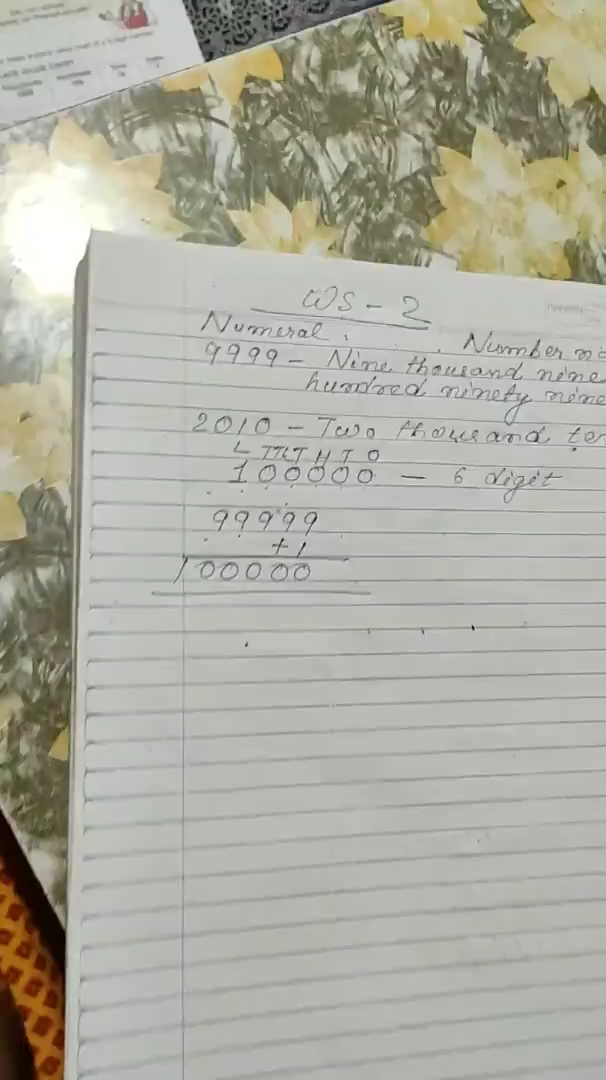 WS - 2
Numeral. Number
9999 - Nine thousand nine
hundred ninety nine
2010 - Two thousand ten
L TTh T H T O
100000 - 6 digit
99999
+1
100000